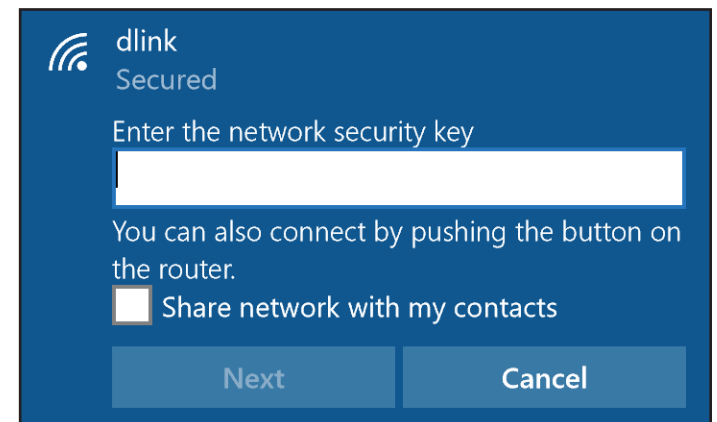 dlink
Secured
Enter the network security key
You can also connect by pushing the button on
the router.
Share network with my contacts
Next Cancel